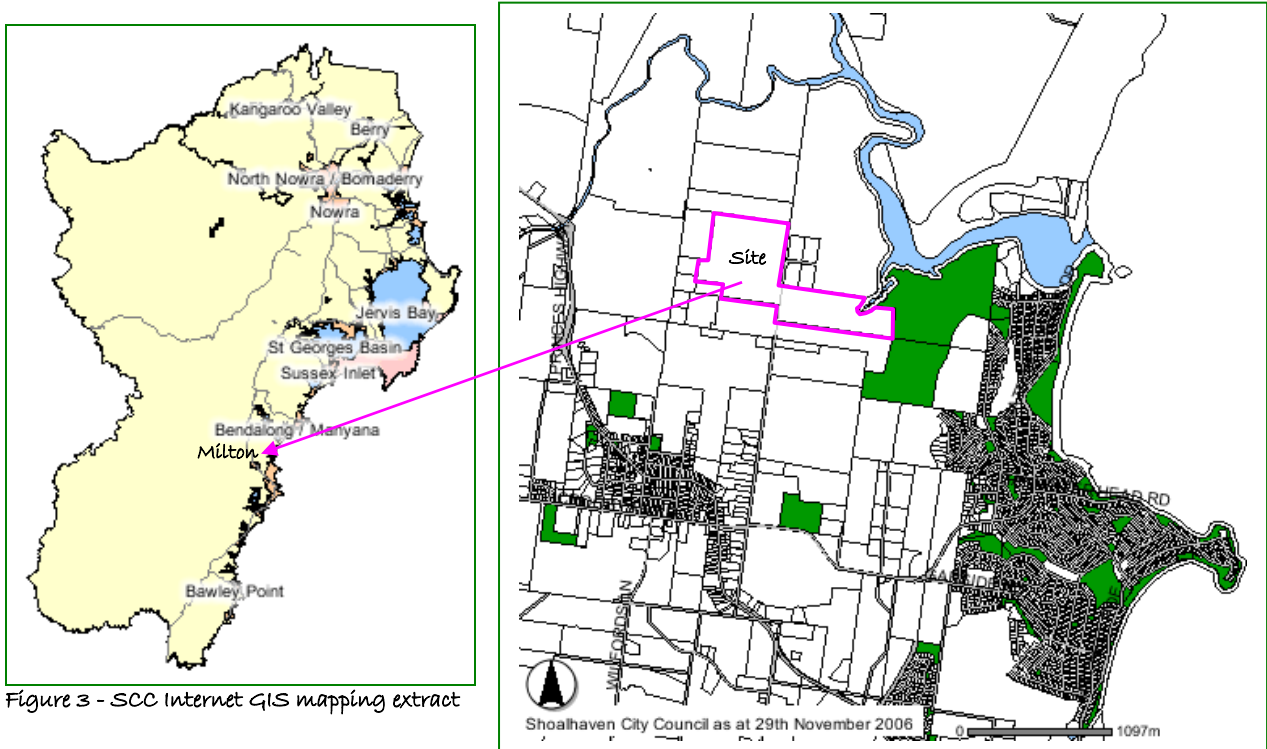 Kangaroo Valley
Berry
North Nowra / Bomaderry
Nowra
Jervis Bay
St Georges Basin
Sussex Inlet
Bendalong / Manyana
Milton
Bawley Point
Figure 3 - SCC Internet GIS mapping extract
Site
PRINCES HIGHW
HEAD RD
Shoalhaven City Council as at 29th November 2006
0 1097m